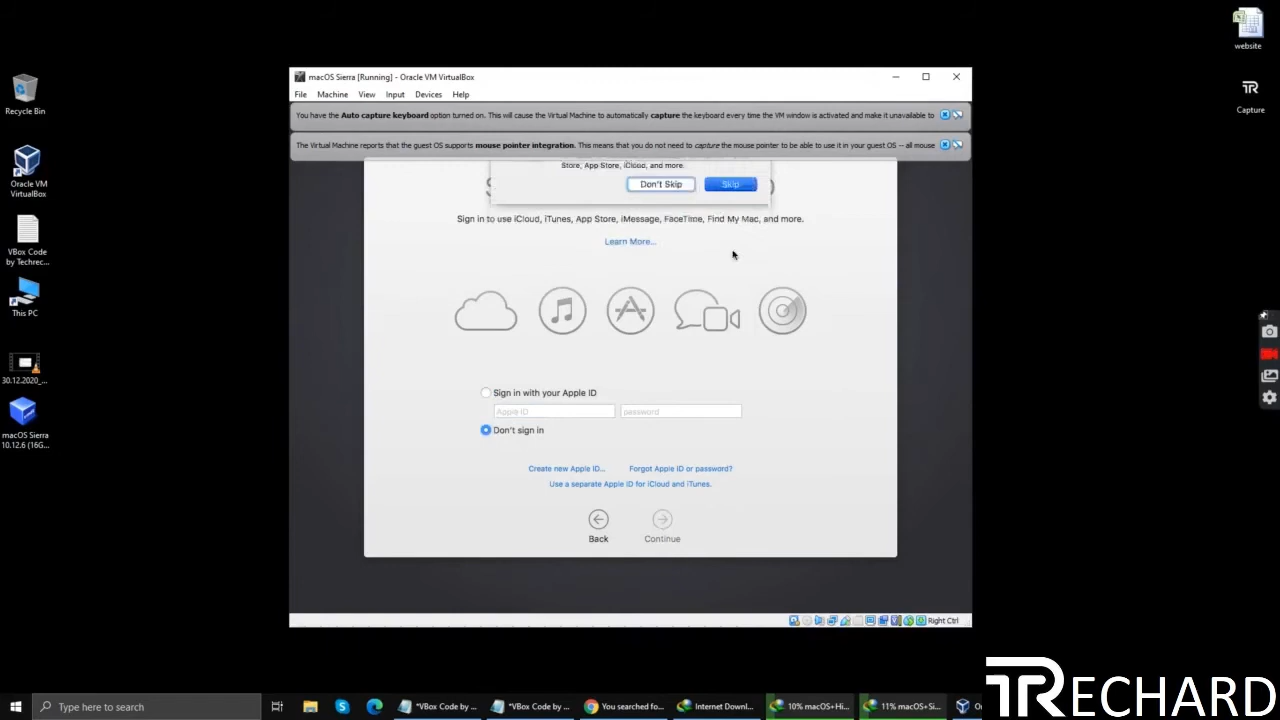 website
Capture
Recycle Bin
Oracle VM
VirtualBox
VBox Code
by Techrec...
This PC
30.12.2020_...
macOS Sierra
10.12.6 (16G...
macOS Sierra [Running] - Oracle VM VirtualBox
File Machine View Input Devices Help
You have the Auto capture keyboard option turned on. This will cause the Virtual Machine to automatically capture the keyboard every time the VM window is activated and make it unavailable to
The Virtual Machine reports that the guest OS supports mouse pointer integration. This means that you do not need to capture the mouse pointer to be able to use it in your guest OS -- all mouse
Store, App Store, iCloud, and more.
Don't Skip Skip
Sign in to use iCloud, iTunes, App Store, iMessage, FaceTime, Find My Mac, and more.
Learn More...
Sign in with your Apple ID
Apple ID password
Don't sign in
Create new Apple ID... Forgot Apple ID or password?
Use a separate Apple ID for iCloud and iTunes.
Back Continue
Right Ctrl
Type here to search
*VBox Code by ...
*VBox Code by ...
You searched fo...
Internet Downl...
10% macOS+Hi...
11% macOS+Si...
TRECHARD